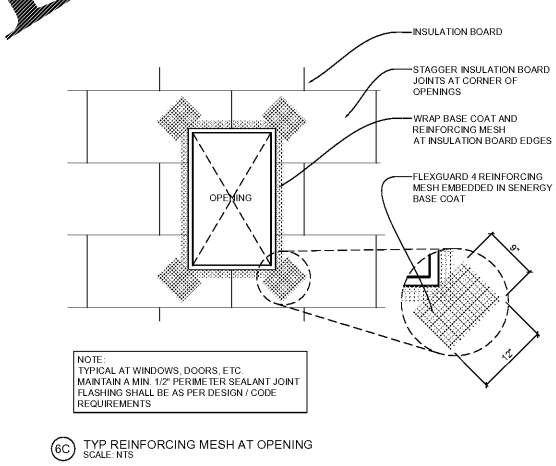 INSULATION BOARD
STAGGER INSULATION BOARD
JOINTS AT CORNER OF
OPENINGS
WRAP BASE COAT AND
REINFORCING MESH
AT INSULATION BOARD EDGES
FLEXGUARD 4 REINFORCING
MESH EMBEDDED IN SENERGY
BASE COAT
OPENING
9"
12"
NOTE:
TYPICAL AT WINDOWS, DOORS, ETC.
MAINTAIN A MIN. 1/2" PERIMETER SEALANT JOINT
FLASHING SHALL BE AS PER DESIGN / CODE
REQUIREMENTS
6C TYP REINFORCING MESH AT OPENING
SCALE: NTS